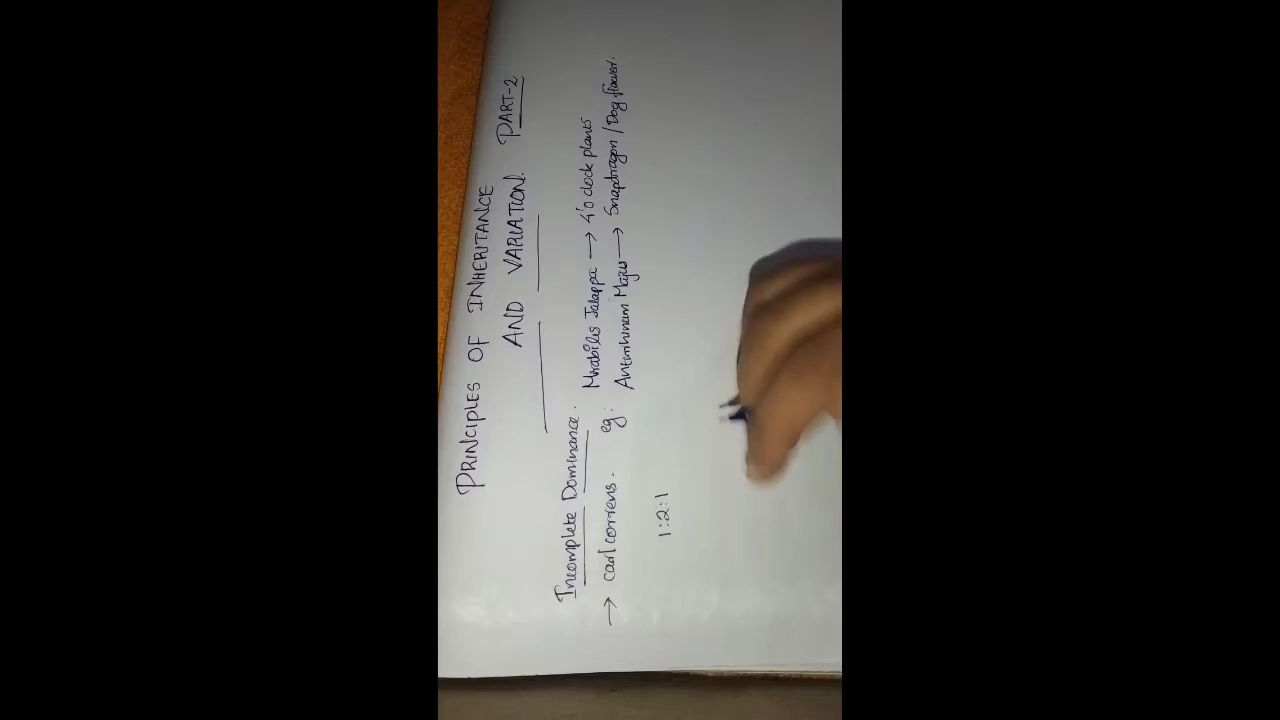 PRINCIPLES OF INHERITANCE
AND VARIATION. PART-2
Incomplete Dominance.
→ Carl correns. eg: Mirabilis Jalappa → 4'o clock plants
Antirrhinum Majus → Snapdragon / Dog flower.
1:2:1